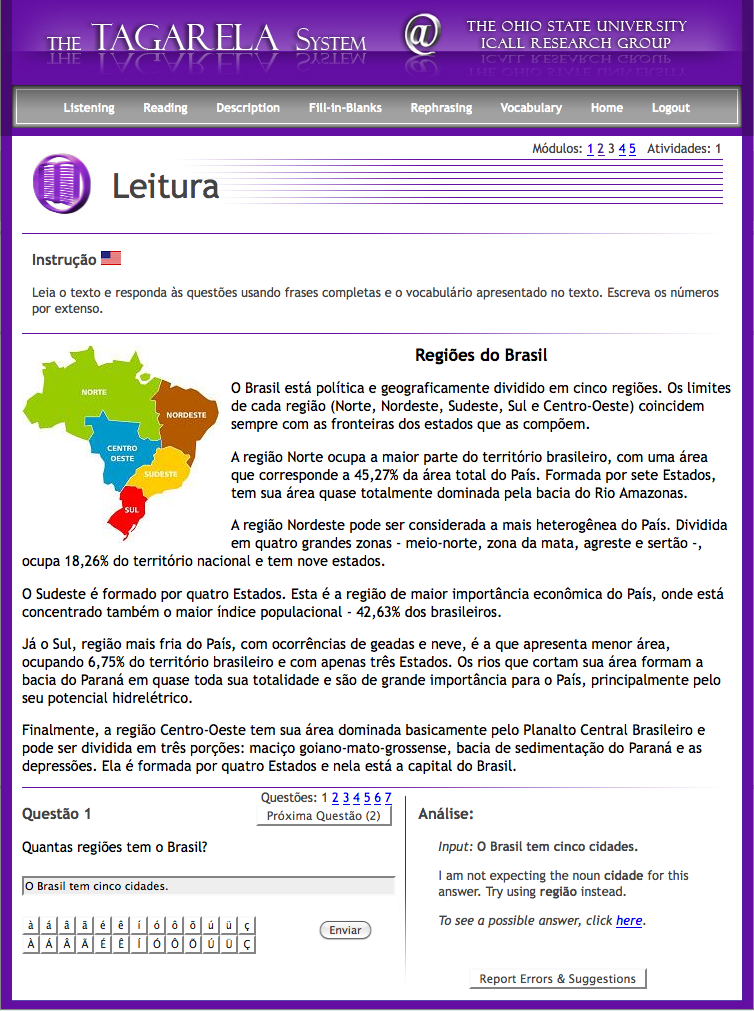 THE TAGARELA SYSTEM
@
THE OHIO STATE UNIVERSITY
ICALL RESEARCH GROUP
Listening Reading Description Fill-in-Blanks Rephrasing Vocabulary Home Logout
Módulos: 1 2 3 4 5 Atividades: 1
Leitura
Instrução
Leia o texto e responda às questões usando frases completas e o vocabulário apresentado no texto. Escreva os números
por extenso.
NORTE
NORDESTE
CENTRO
OESTE
SUDESTE
SUL
Regiões do Brasil
O Brasil está política e geograficamente dividido em cinco regiões. Os limites
de cada região (Norte, Nordeste, Sudeste, Sul e Centro-Oeste) coincidem
sempre com as fronteiras dos estados que as compõem.
A região Norte ocupa a maior parte do território brasileiro, com uma área
que corresponde a 45,27% da área total do País. Formada por sete Estados,
tem sua área quase totalmente dominada pela bacia do Rio Amazonas.
A região Nordeste pode ser considerada a mais heterogênea do País. Dividida
em quatro grandes zonas - meio-norte, zona da mata, agreste e sertão -,
ocupa 18,26% do território nacional e tem nove estados.
O Sudeste é formado por quatro Estados. Esta é a região de maior importância econômica do País, onde está
concentrado também o maior índice populacional - 42,63% dos brasileiros.
Já o Sul, região mais fria do País, com ocorrências de geadas e neve, é a que apresenta menor área,
ocupando 6,75% do território brasileiro e com apenas três Estados. Os rios que cortam sua área formam a
bacia do Paraná em quase toda sua totalidade e são de grande importância para o País, principalmente pelo
seu potencial hidrelétrico.
Finalmente, a região Centro-Oeste tem sua área dominada basicamente pelo Planalto Central Brasileiro e
pode ser dividida em três porções: maciço goiano-mato-grossense, bacia de sedimentação do Paraná e as
depressões. Ela é formada por quatro Estados e nela está a capital do Brasil.
Questões: 1 2 3 4 5 6 7
Questão 1
Próxima Questão (2)
Quantas regiões tem o Brasil?
O Brasil tem cinco cidades.
à á â ã é ê í ó ô õ ú ü ç
À Á Â Ã É Ê Í Ó Ô Õ Ú Ü Ç
Enviar
Análise:
Input: O Brasil tem cinco cidades.
I am not expecting the noun cidade for this
answer. Try using região instead.
To see a possible answer, click here.
Report Errors & Suggestions